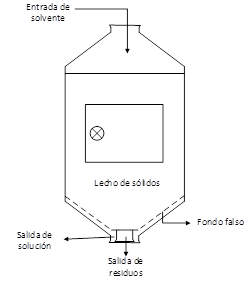 Entrada de
solvente
Lecho de sólidos
Fondo falso
Salida de
solución
Salida de
residuos